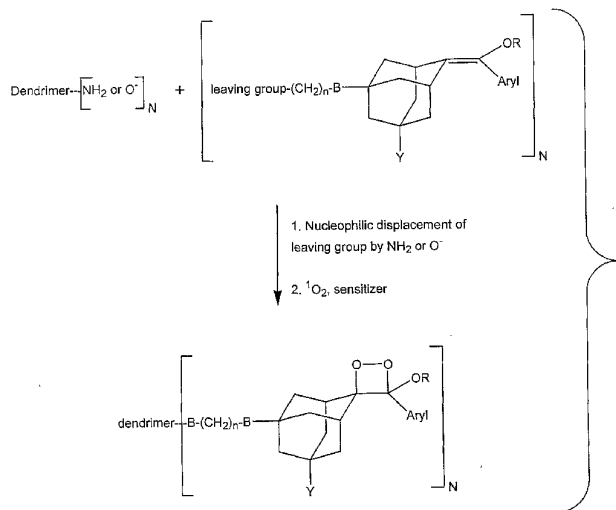 Dendrimer--[NH2 or O-]N + [leaving group-(CH2)n-B
OR
Aryl
Y
]N
1. Nucleophilic displacement of
leaving group by NH2 or O-
2. 1O2, sensitizer
O—O
OR
Aryl
[dendrimer-B-(CH2)n-B
Y
]N